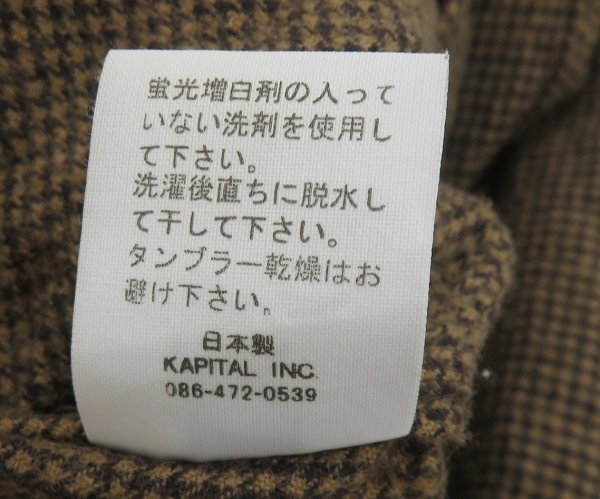 蛍光増白剤の入って
いない洗剤を使用し
て下さい。
洗濯後直ちに脱水し
て干して下さい。
タンブラー乾燥はお
避け下さい。
日本製
KAPITAL INC.
086-472-0539